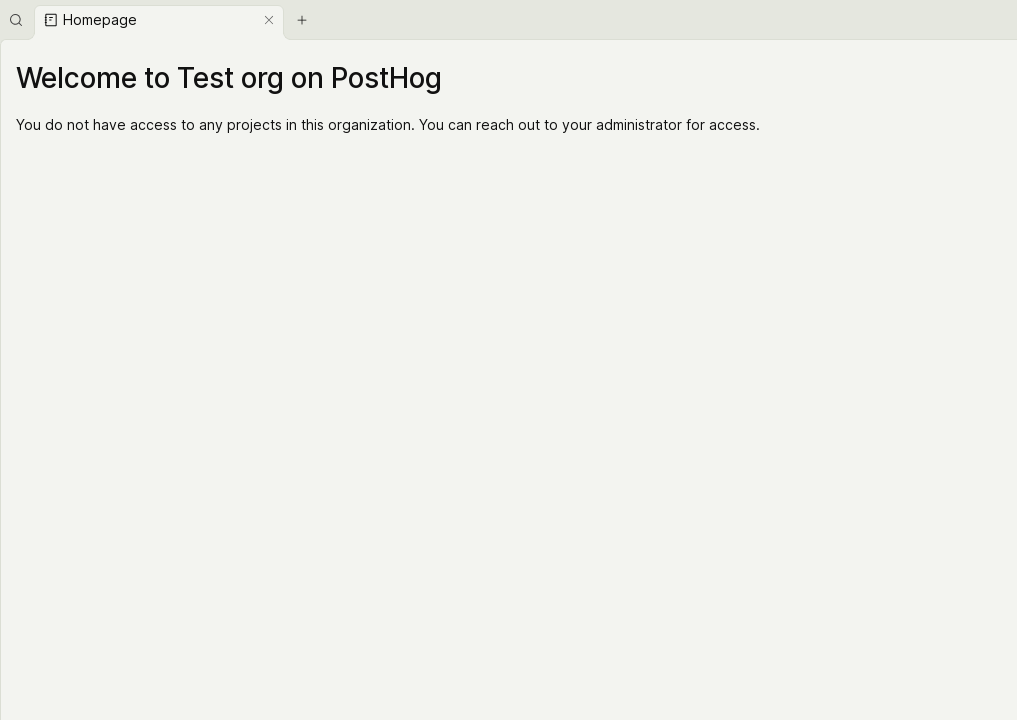 Homepage
Welcome to Test org on PostHog
You do not have access to any projects in this organization. You can reach out to your administrator for access.